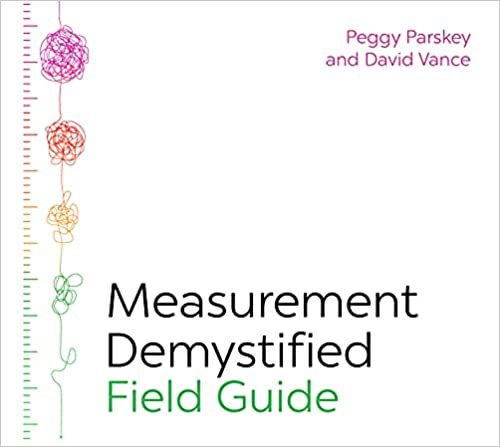 Peggy Parskey
and David Vance
Measurement
Demystified
Field Guide